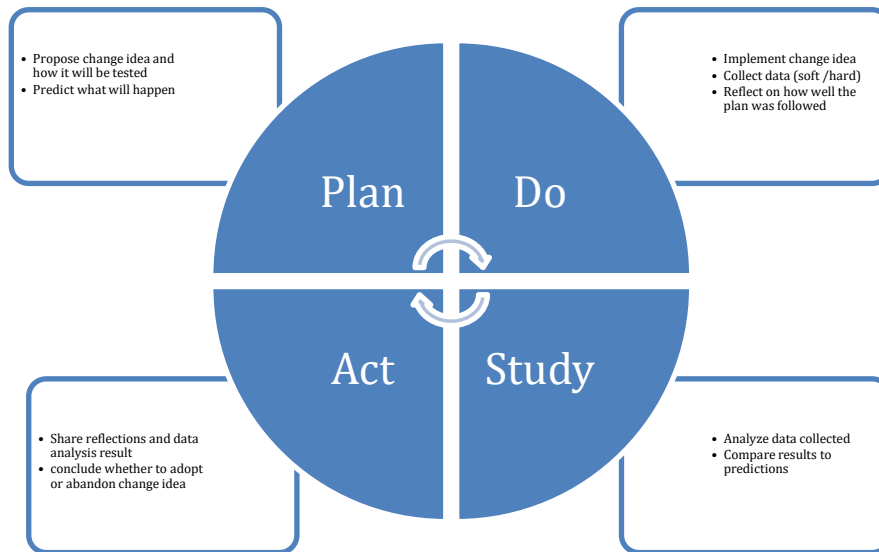 • Propose change idea and
how it will be tested
• Predict what will happen
• Implement change idea
• Collect data (soft /hard)
• Reflect on how well the
plan was followed
Plan
Do
Act
Study
• Share reflections and data
analysis result
• conclude whether to adopt
or abandon change idea
• Analyze data collected
• Compare results to
predictions